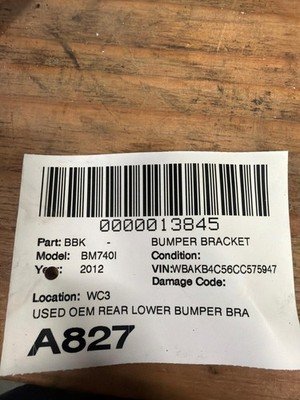 0000013845
Part: BBK - BUMPER BRACKET
Model: BM740I Condition:
Year: 2012 VIN:WBAKB4C56CC575947
Damage Code:
Location: WC3
USED OEM REAR LOWER BUMPER BRA
A827